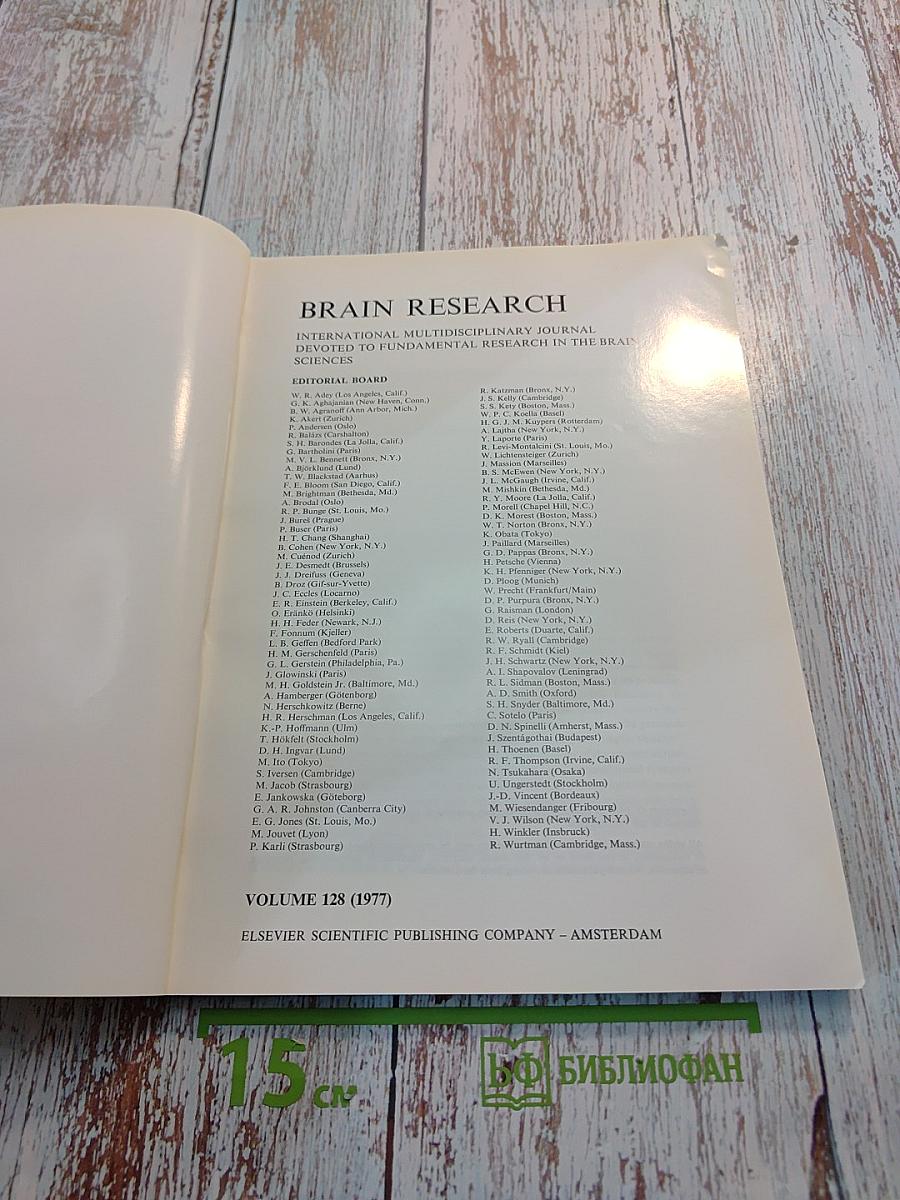 BRAIN RESEARCH
INTERNATIONAL MULTIDISCIPLINARY JOURNAL
DEVOTED TO FUNDAMENTAL RESEARCH IN THE BRAIN
SCIENCES
EDITORIAL BOARD
W. R. Adey (Los Angeles, Calif.)
G. K. Aghajanian (New Haven, Conn.)
B. W. Agranoff (Ann Arbor, Mich.)
K. Akert (Zurich)
P. Andersen (Oslo)
R. Balázs (Carshalton)
S. H. Barondes (La Jolla, Calif.)
G. Bartholini (Paris)
M. V. L. Bennett (Bronx, N.Y.)
A. Björklund (Lund)
T. W. Blackstad (Aarhus)
F. E. Bloom (San Diego, Calif.)
M. Brightman (Bethesda, Md.)
A. Brodal (Oslo)
R. P. Bunge (St. Louis, Mo.)
J. Bureš (Prague)
P. Buser (Paris)
H. T. Chang (Shanghai)
B. Cohen (New York, N.Y.)
M. Cuénod (Zurich)
J. E. Desmedt (Brussels)
J. J. Dreifuss (Geneva)
B. Droz (Gif-sur-Yvette)
J. C. Eccles (Locarno)
E. R. Einstein (Berkeley, Calif.)
O. Eränkö (Helsinki)
H. H. Feder (Newark, N.J.)
F. Fonnum (Kjeller)
L. B. Geffen (Bedford Park)
H. M. Gerschenfeld (Paris)
G. L. Gerstein (Philadelphia, Pa.)
J. Glowinski (Paris)
M. H. Goldstein Jr. (Baltimore, Md.)
A. Hamberger (Götenborg)
N. Herschkowitz (Berne)
H. R. Herschman (Los Angeles, Calif.)
K.-P. Hoffmann (Ulm)
T. Hökfelt (Stockholm)
D. H. Ingvar (Lund)
M. Ito (Tokyo)
S. Iversen (Cambridge)
M. Jacob (Strasbourg)
E. Jankowska (Göteborg)
G. A. R. Johnston (Canberra City)
E. G. Jones (St. Louis, Mo.)
M. Jouvet (Lyon)
P. Karli (Strasbourg)
R. Katzman (Bronx, N.Y.)
J. S. Kelly (Cambridge)
S. S. Kety (Boston, Mass.)
W. P. C. Koella (Basel)
H. G. J. M. Kuypers (Rotterdam)
A. Lajtha (New York, N.Y.)
Y. Laporte (Paris)
R. Levi-Montalcini (St. Louis, Mo.)
W. Lichtensteiger (Zurich)
J. Massion (Marseilles)
B. S. McEwen (New York, N.Y.)
J. L. McGaugh (Irvine, Calif.)
M. Mishkin (Bethesda, Md.)
R. Y. Moore (La Jolla, Calif.)
P. Morell (Chapel Hill, N.C.)
D. K. Morest (Boston, Mass.)
W. T. Norton (Bronx, N.Y.)
K. Obata (Tokyo)
J. Paillard (Marseilles)
G. D. Pappas (Bronx, N.Y.)
H. Petsche (Vienna)
K. H. Pfenniger (New York, N.Y.)
D. Ploog (Munich)
W. Precht (Frankfurt/Main)
D. P. Purpura (Bronx, N.Y.)
G. Raisman (London)
D. Reis (New York, N.Y.)
E. Roberts (Duarte, Calif.)
R. W. Ryall (Cambridge)
R. F. Schmidt (Kiel)
J. H. Schwartz (New York, N.Y.)
A. I. Shapovalov (Leningrad)
R. L. Sidman (Boston, Mass.)
A. D. Smith (Oxford)
S. H. Snyder (Baltimore, Md.)
C. Sotelo (Paris)
D. N. Spinelli (Amherst, Mass.)
J. Szentágothai (Budapest)
H. Thoenen (Basel)
R. F. Thompson (Irvine, Calif.)
N. Tsukahara (Osaka)
U. Ungerstedt (Stockholm)
J.-D. Vincent (Bordeaux)
M. Wiesendanger (Fribourg)
V. J. Wilson (New York, N.Y.)
H. Winkler (Insbruck)
R. Wurtman (Cambridge, Mass.)
VOLUME 128 (1977)
ELSEVIER SCIENTIFIC PUBLISHING COMPANY – AMSTERDAM
15 см
БФ БИБЛИОФАН